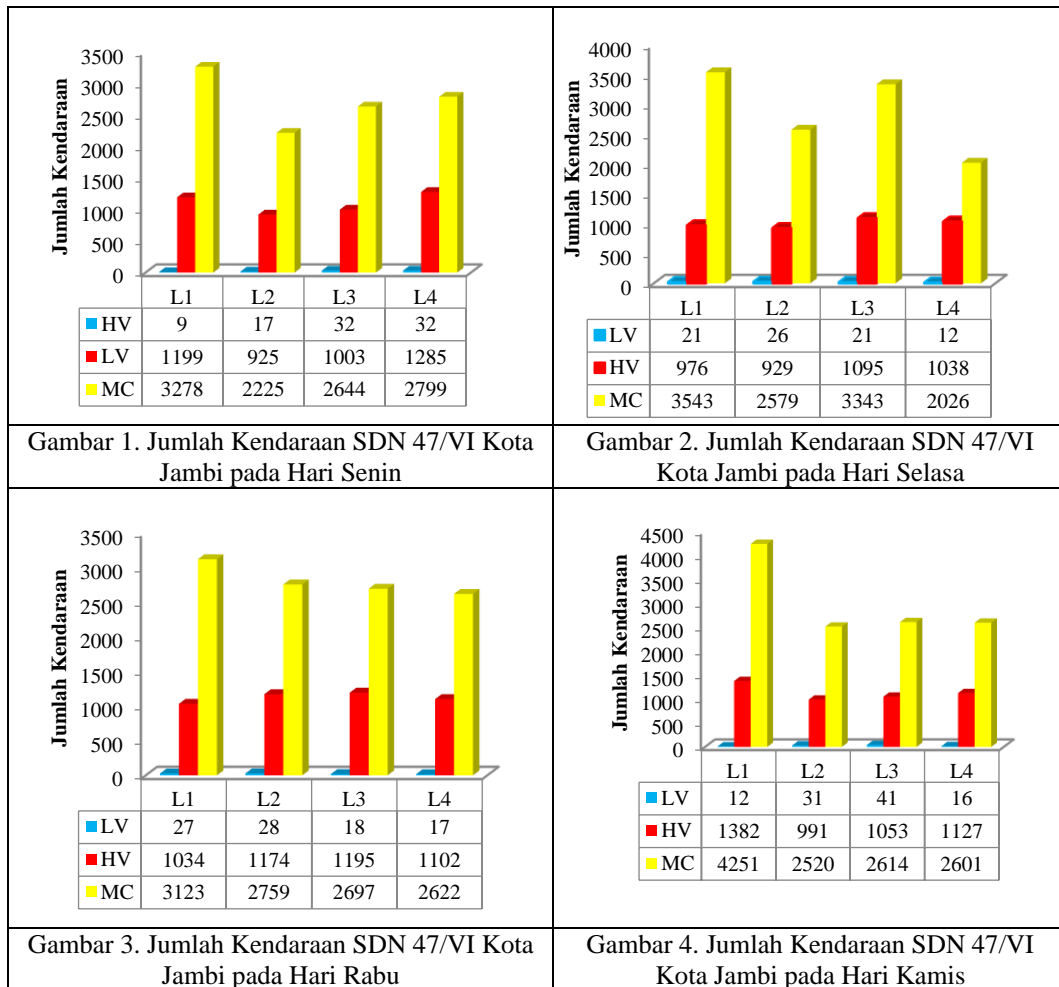 Jumlah Kendaraan
3500
3000
2500
2000
1500
1000
500
0
L1 L2 L3 L4
HV 9 17 32 32
LV 1199 925 1003 1285
MC 3278 2225 2644 2799
Gambar 1. Jumlah Kendaraan SDN 47/VI Kota
Jambi pada Hari Senin
Jumlah Kendaraan
4000
3500
3000
2500
2000
1500
1000
500
0
L1 L2 L3 L4
LV 21 26 21 12
HV 976 929 1095 1038
MC 3543 2579 3343 2026
Gambar 2. Jumlah Kendaraan SDN 47/VI
Kota Jambi pada Hari Selasa
Jumlah Kendaraan
3500
3000
2500
2000
1500
1000
500
0
L1 L2 L3 L4
LV 27 28 18 17
HV 1034 1174 1195 1102
MC 3123 2759 2697 2622
Gambar 3. Jumlah Kendaraan SDN 47/VI Kota
Jambi pada Hari Rabu
Jumlah Kendaraan
4500
4000
3500
3000
2500
2000
1500
1000
500
0
L1 L2 L3 L4
LV 12 31 41 16
HV 1382 991 1053 1127
MC 4251 2520 2614 2601
Gambar 4. Jumlah Kendaraan SDN 47/VI
Kota Jambi pada Hari Kamis